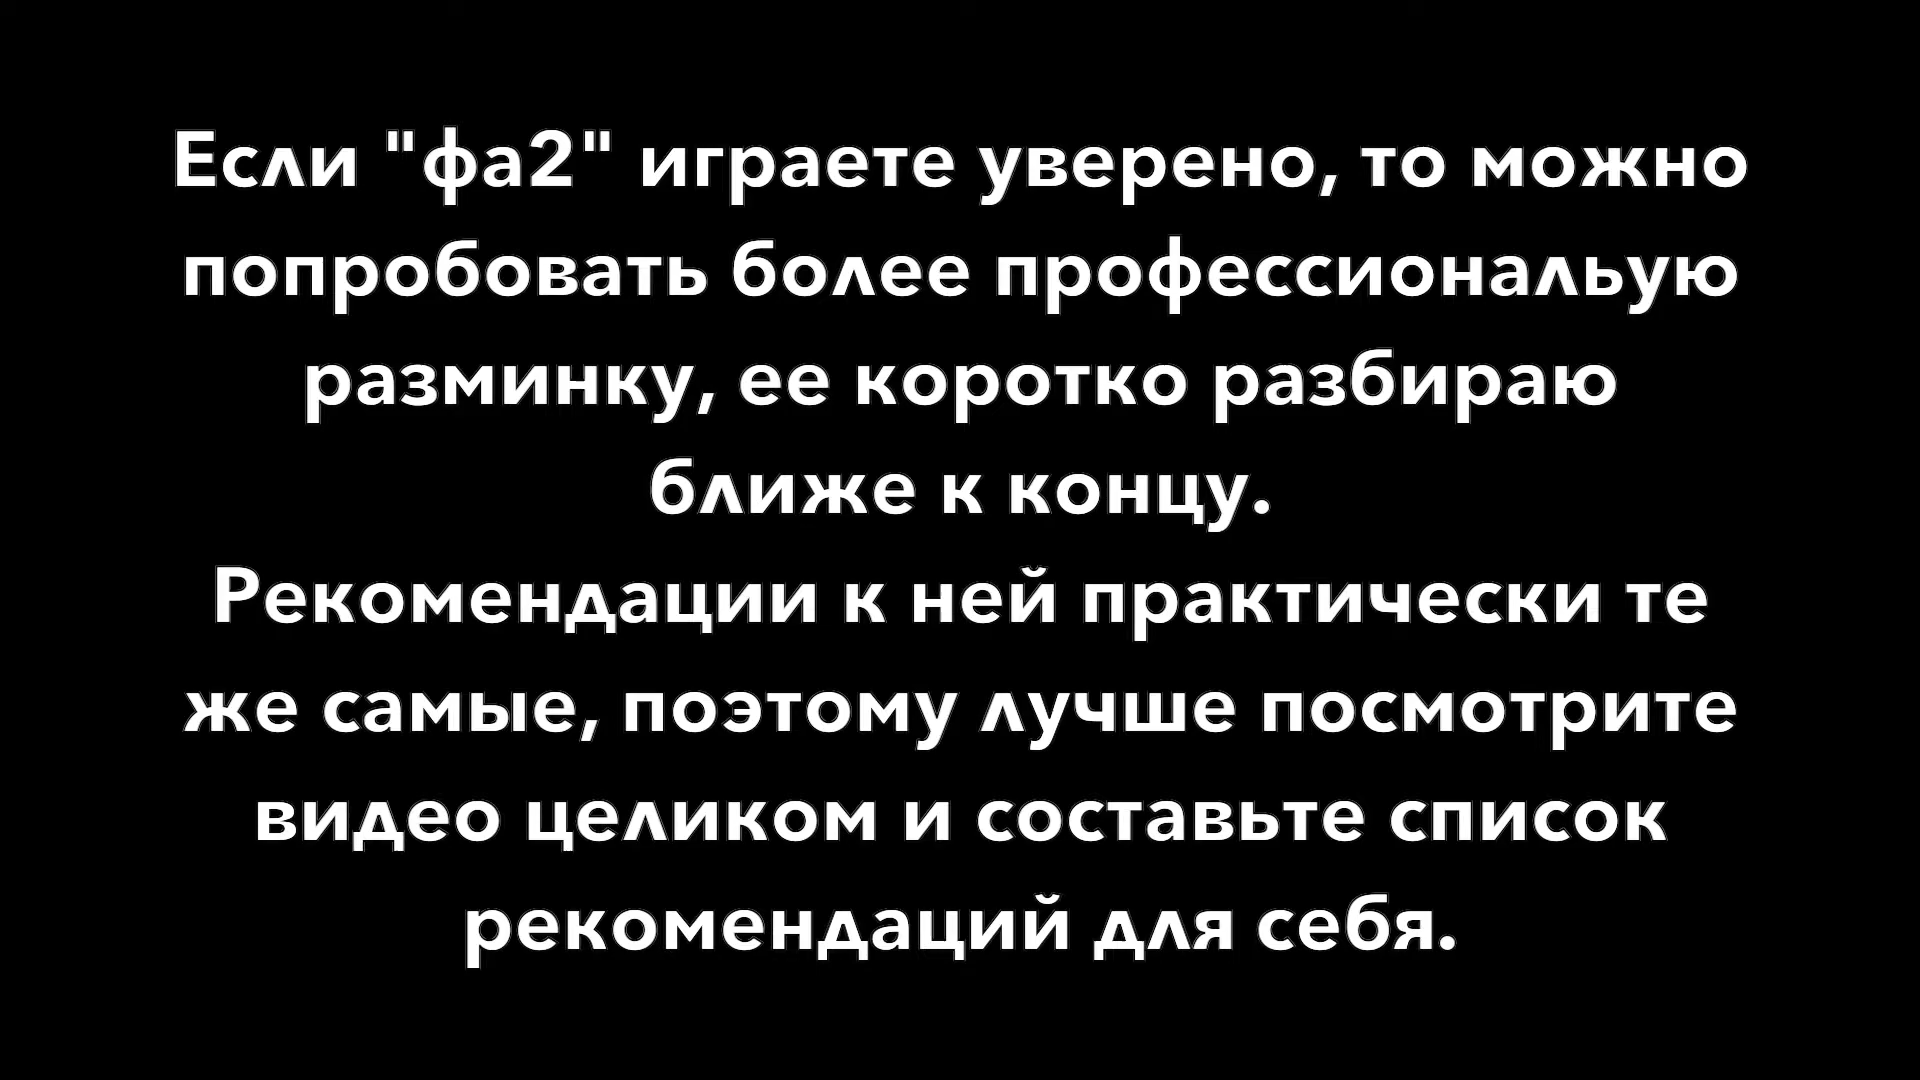 Если "фа2" играете уверено, то можно
попробовать более профессиональую
разминку, ее коротко разбираю
ближе к концу.
Рекомендации к ней практически те
же самые, поэтому лучше посмотрите
видео целиком и составьте список
рекомендаций для себя.